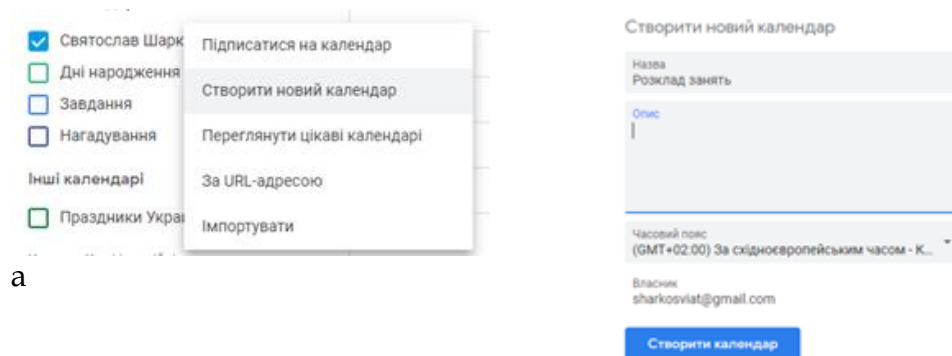 Святослав Шарк
Дні народження
Завдання
Нагадування
Інші календарі
Праздники Украї
Підписатися на календар
Створити новий календар
Переглянути цікаві календарі
За URL-адресою
Імпортувати
а
Створити новий календар
Назва
Розклад занять
Опис
Часовий пояс
(GMT+02:00) За східноєвропейським часом - К...
Власник
sharkosviat@gmail.com
Створити календар